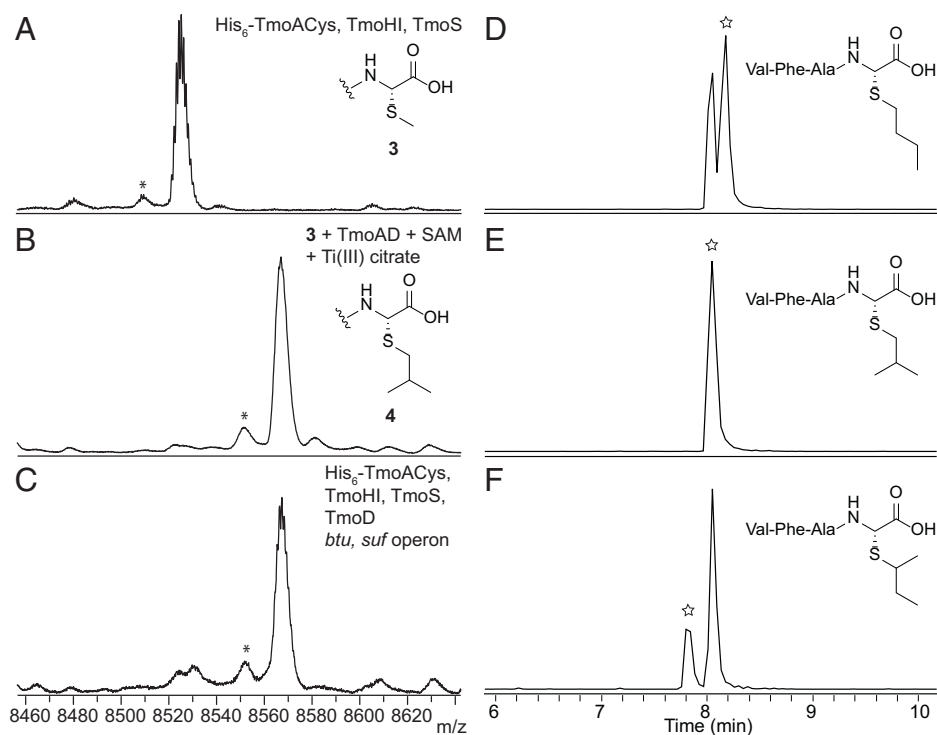 A
His6-TmoACys, TmoHI, TmoS
H
N
O
OH
S
3
*
B
3 + TmoAD + SAM
+ Ti(III) citrate
H
N
O
OH
S
4
*
C
His6-TmoACys,
TmoHI, TmoS,
TmoD
btu, suf operon
*
8460 8480 8500 8520 8540 8560 8580 8600 8620
m/z
D
Val-Phe-Ala
H
N
O
OH
S
E
Val-Phe-Ala
H
N
O
OH
S
F
Val-Phe-Ala
H
N
O
OH
S
6 7 8 9 10
Time (min)